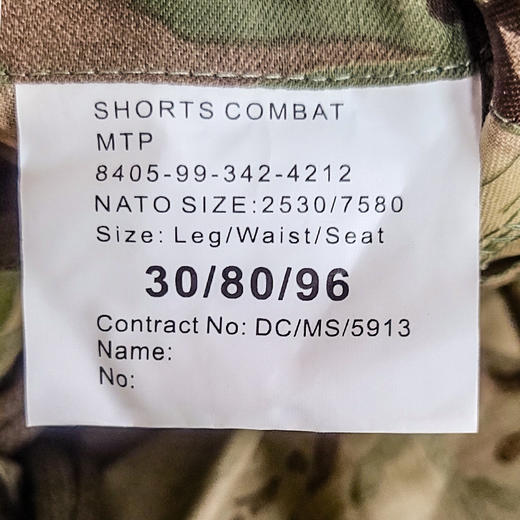 SHORTS COMBAT
MTP
8405-99-342-4212
NATO SIZE:2530/7580
Size: Leg/Waist/Seat
30/80/96
Contract No: DC/MS/5913
Name:
No: